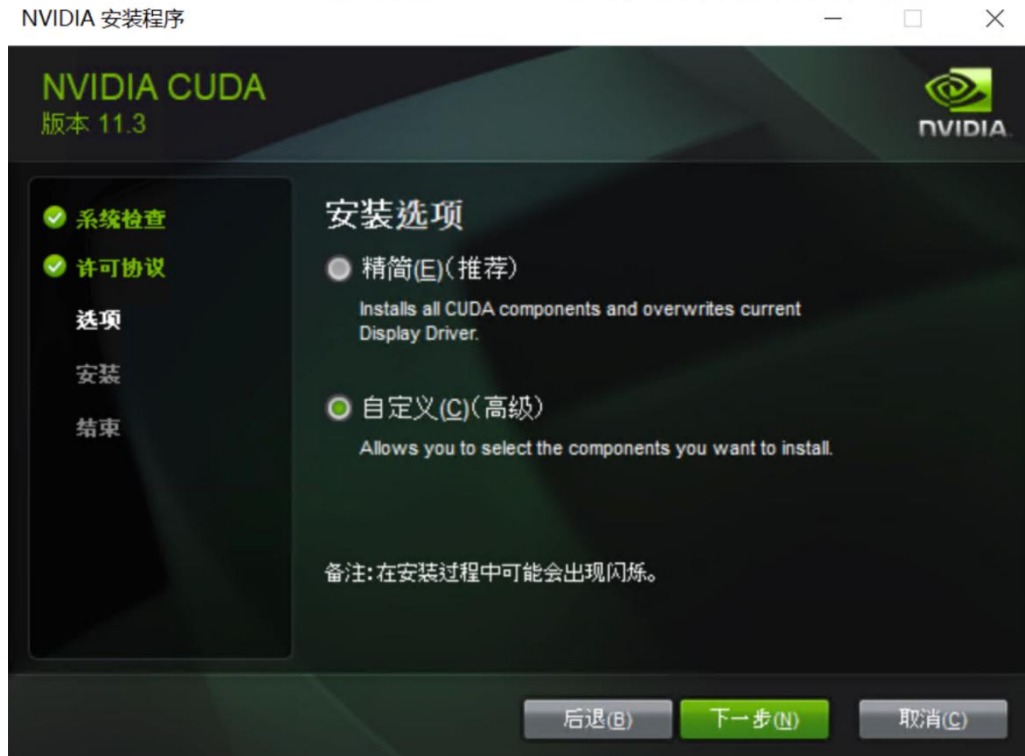 NVIDIA 安装程序
NVIDIA CUDA
版本 11.3
NVIDIA.
系统检查
许可协议
选项
安装
结束
安装选项
精简(E)(推荐)
Installs all CUDA components and overwrites current
Display Driver.
自定义(C)(高级)
Allows you to select the components you want to install.
备注:在安装过程中可能会出现闪烁。
后退(B)
下一步(N)
取消(C)